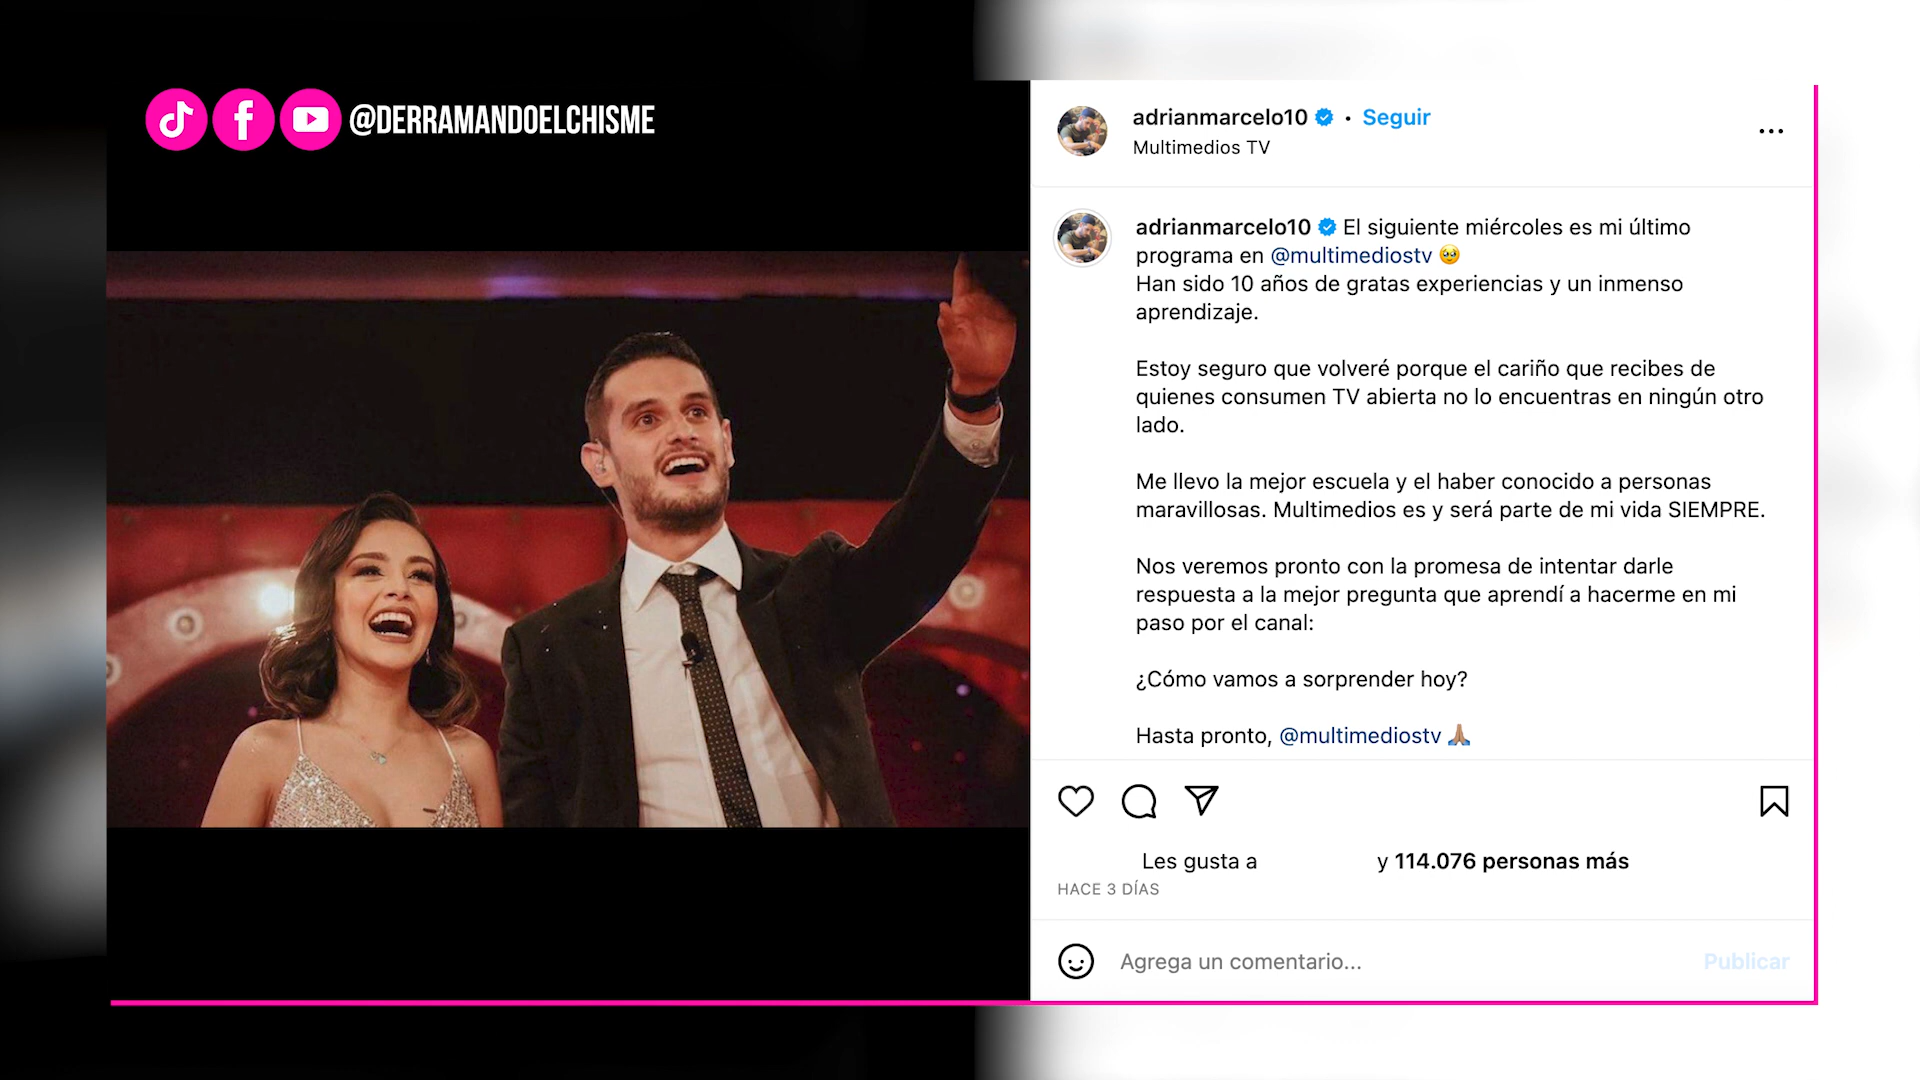 @DERRAMANDOELCHISME
adrianmarcelo10 • Seguir
Multimedios TV
adrianmarcelo10 El siguiente miércoles es mi último
programa en @multimediostv 🥹
Han sido 10 años de gratas experiencias y un inmenso
aprendizaje.
Estoy seguro que volveré porque el cariño que recibes de
quienes consumen TV abierta no lo encuentras en ningún otro
lado.
Me llevo la mejor escuela y el haber conocido a personas
maravillosas. Multimedios es y será parte de mi vida SIEMPRE.
Nos veremos pronto con la promesa de intentar darle
respuesta a la mejor pregunta que aprendí a hacerme en mi
paso por el canal:
¿Cómo vamos a sorprender hoy?
Hasta pronto, @multimediostv 🙏🏽
Les gusta a y 114.076 personas más
HACE 3 DÍAS
Agrega un comentario...
Publicar